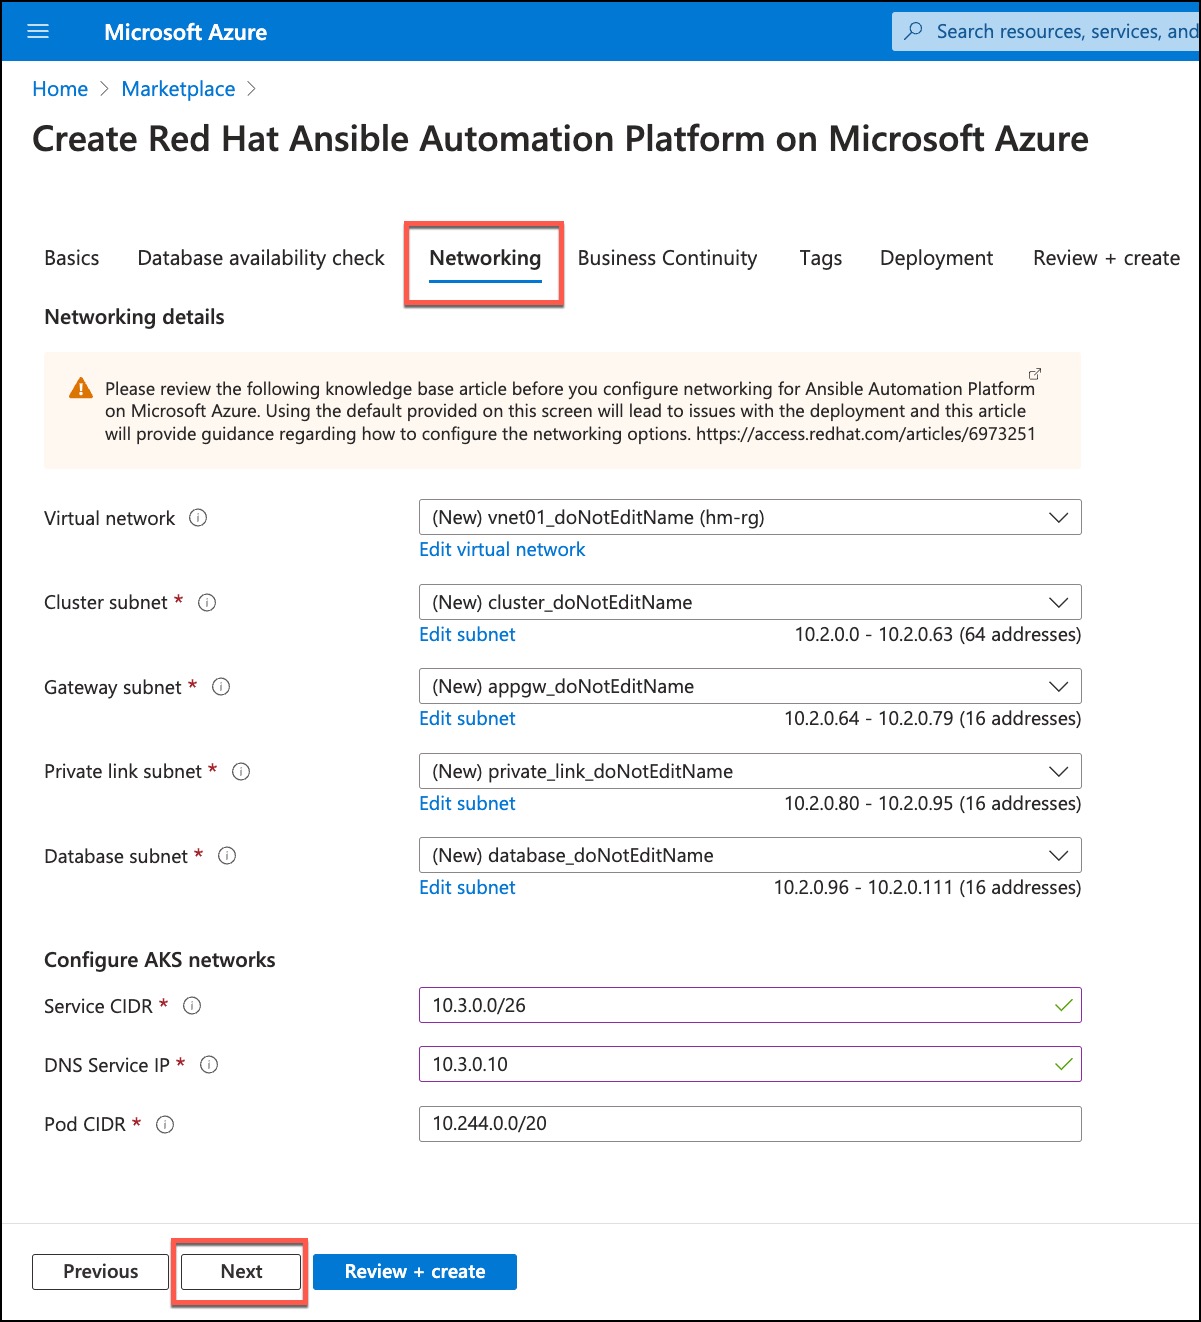 Microsoft Azure
Search resources, services, and
Home > Marketplace >
Create Red Hat Ansible Automation Platform on Microsoft Azure
Basics Database availability check Networking Business Continuity Tags Deployment Review + create
Networking details
Please review the following knowledge base article before you configure networking for Ansible Automation Platform
on Microsoft Azure. Using the default provided on this screen will lead to issues with the deployment and this article
will provide guidance regarding how to configure the networking options. https://access.redhat.com/articles/6973251
Virtual network (New) vnet01_doNotEditName (hm-rg)
Edit virtual network
Cluster subnet * (New) cluster_doNotEditName
Edit subnet 10.2.0.0 - 10.2.0.63 (64 addresses)
Gateway subnet * (New) appgw_doNotEditName
Edit subnet 10.2.0.64 - 10.2.0.79 (16 addresses)
Private link subnet * (New) private_link_doNotEditName
Edit subnet 10.2.0.80 - 10.2.0.95 (16 addresses)
Database subnet * (New) database_doNotEditName
Edit subnet 10.2.0.96 - 10.2.0.111 (16 addresses)
Configure AKS networks
Service CIDR * 10.3.0.0/26
DNS Service IP * 10.3.0.10
Pod CIDR * 10.244.0.0/20
Previous Next Review + create